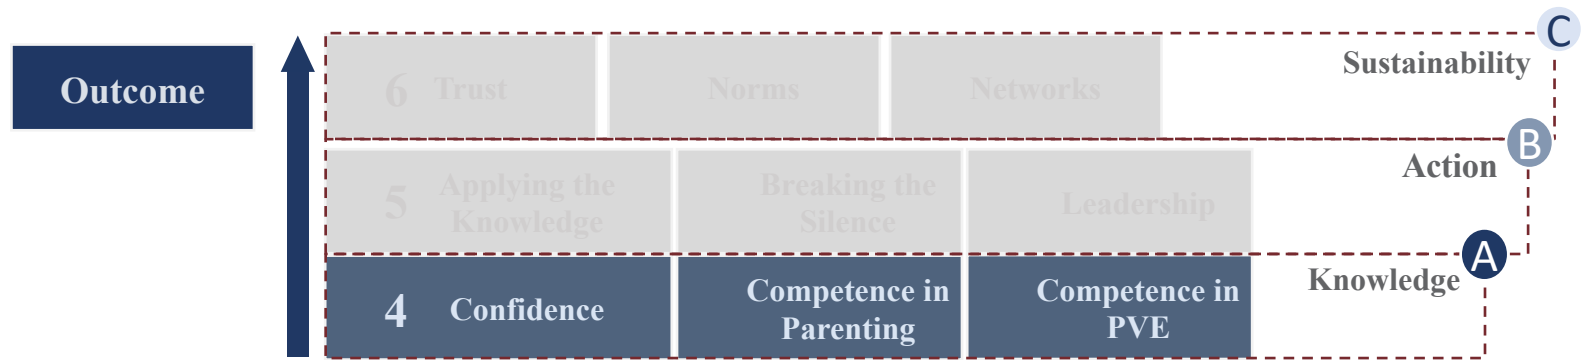 Outcome
6 Trust Norms Networks
Sustainability
C
B
Action
5 Applying the Knowledge
Breaking the Silence
Leadership
A
Knowledge
4 Confidence
Competence in Parenting
Competence in PVE